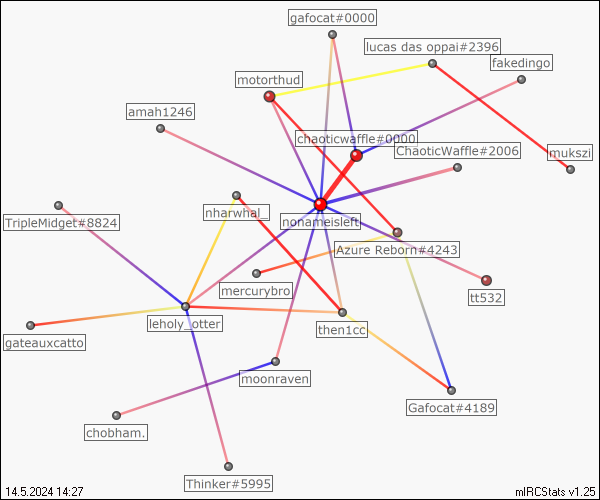 gafocat#0000
lucas das oppai#2396
fakedingo
motorthud
amah1246
chaoticwaffle#0000
ChaoticWaffle#2006
mukszi
nharwhal_
TripleMidget#8824
nonameisleft
Azure Reborn#4243
mercurybro
tt532
leholy_otter
then1cc
gateauxcatto
moonraven
Gafocat#4189
chobham.
Thinker#5995
14.5.2024 14:27
mIRCStats v1.25